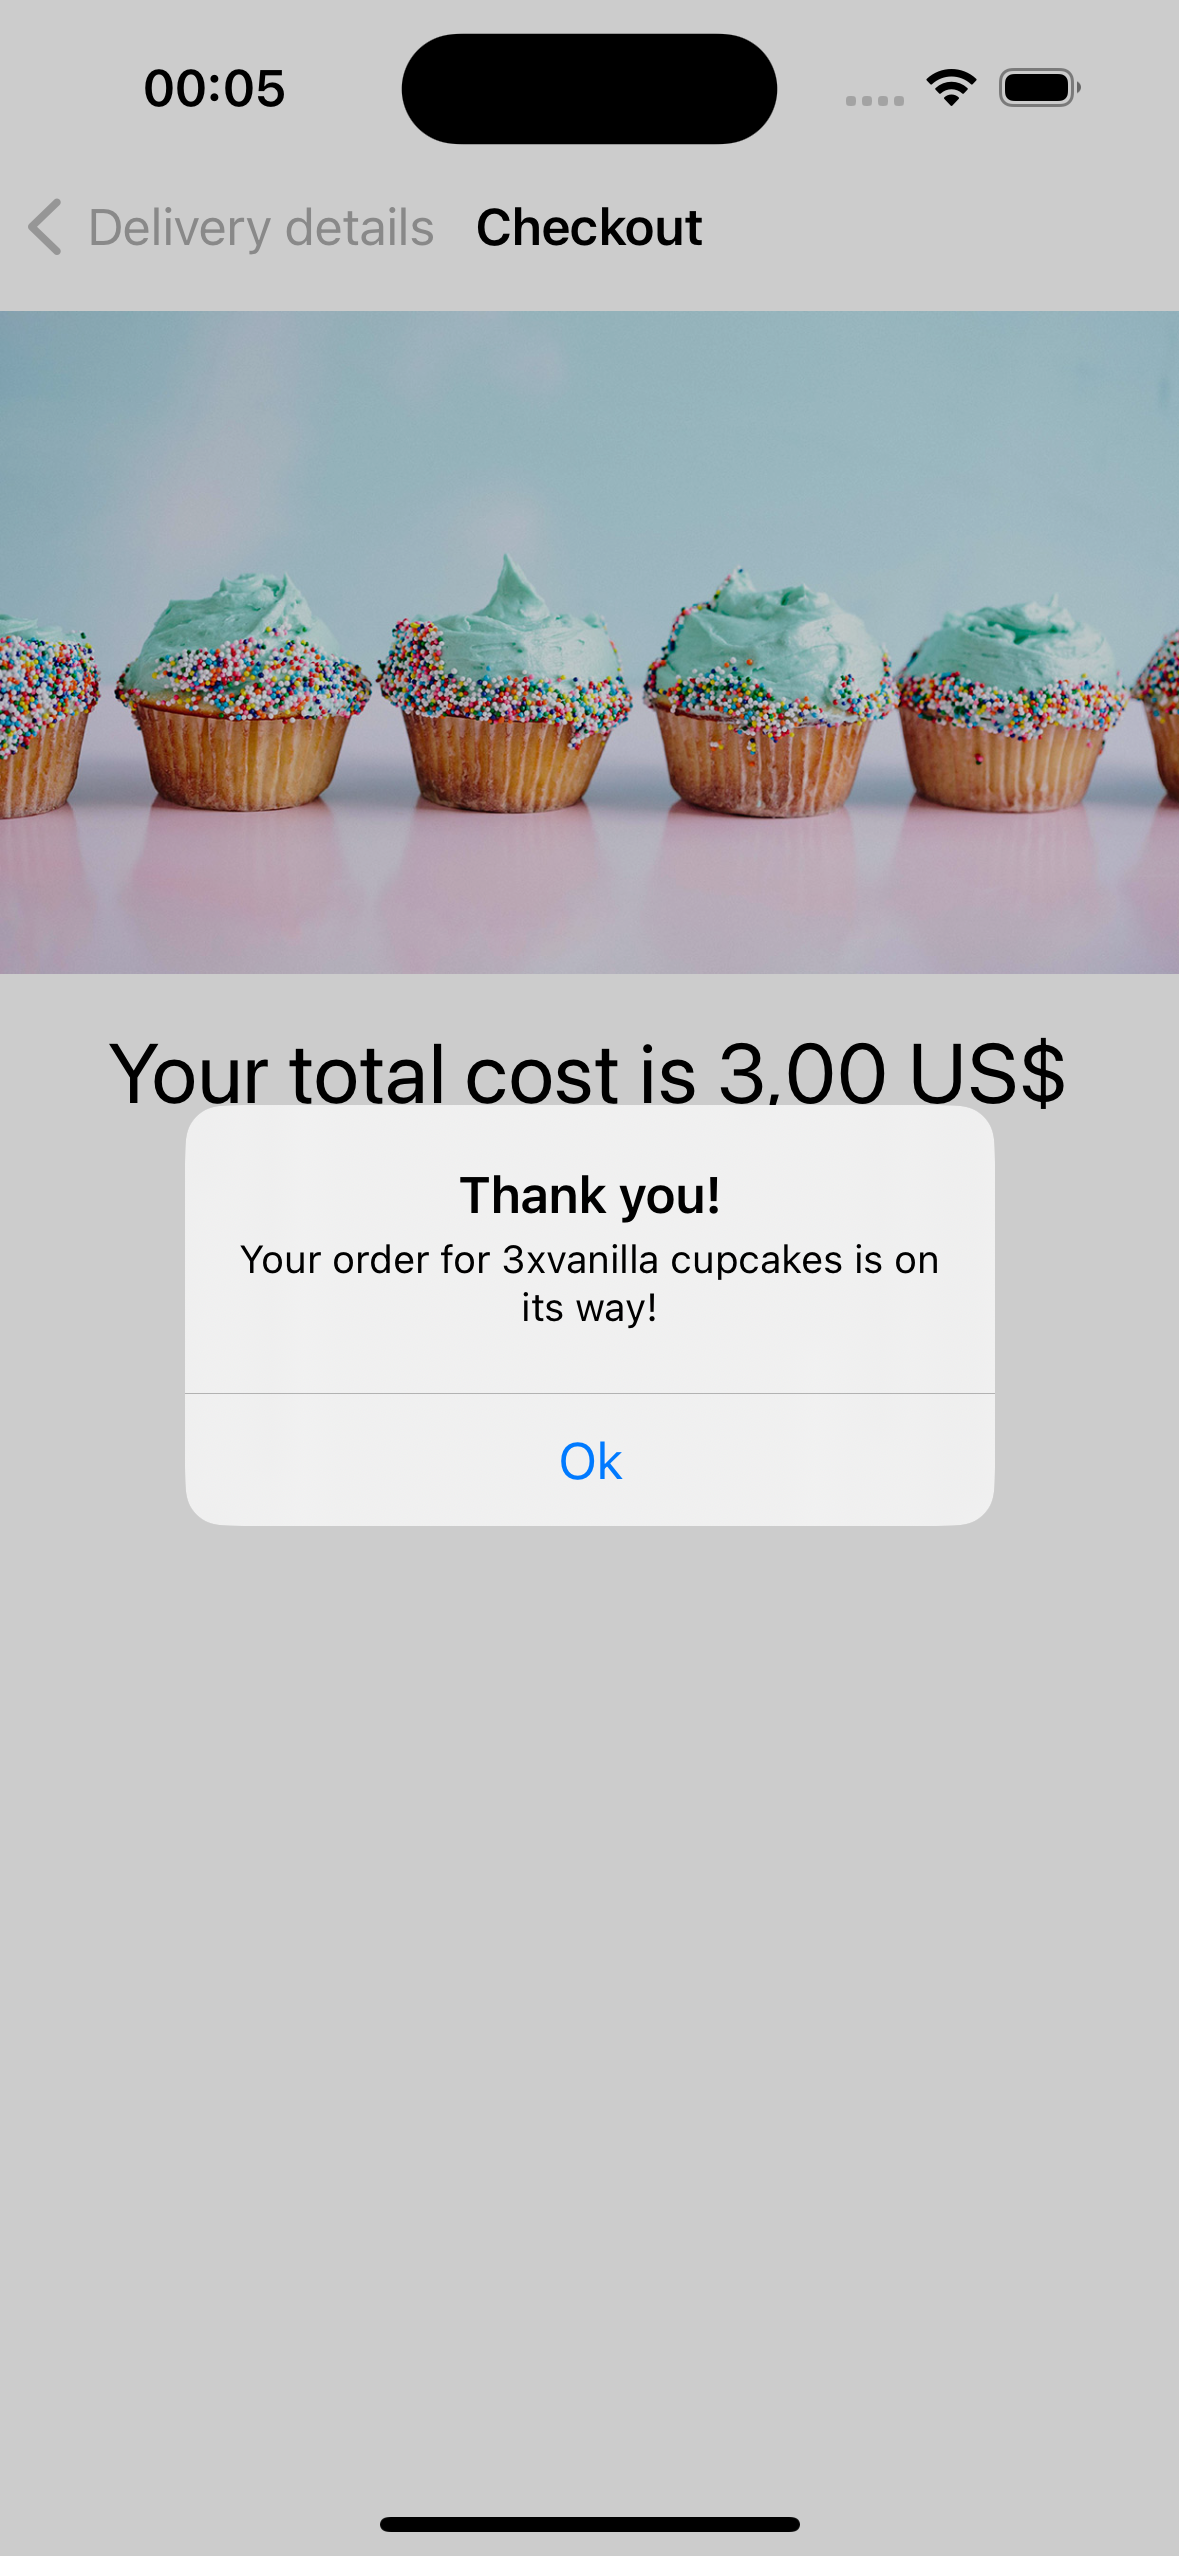 00:05
Delivery details Checkout
Your total cost is 3,00 US$
Thank you!
Your order for 3xvanilla cupcakes is on
its way!
Ok